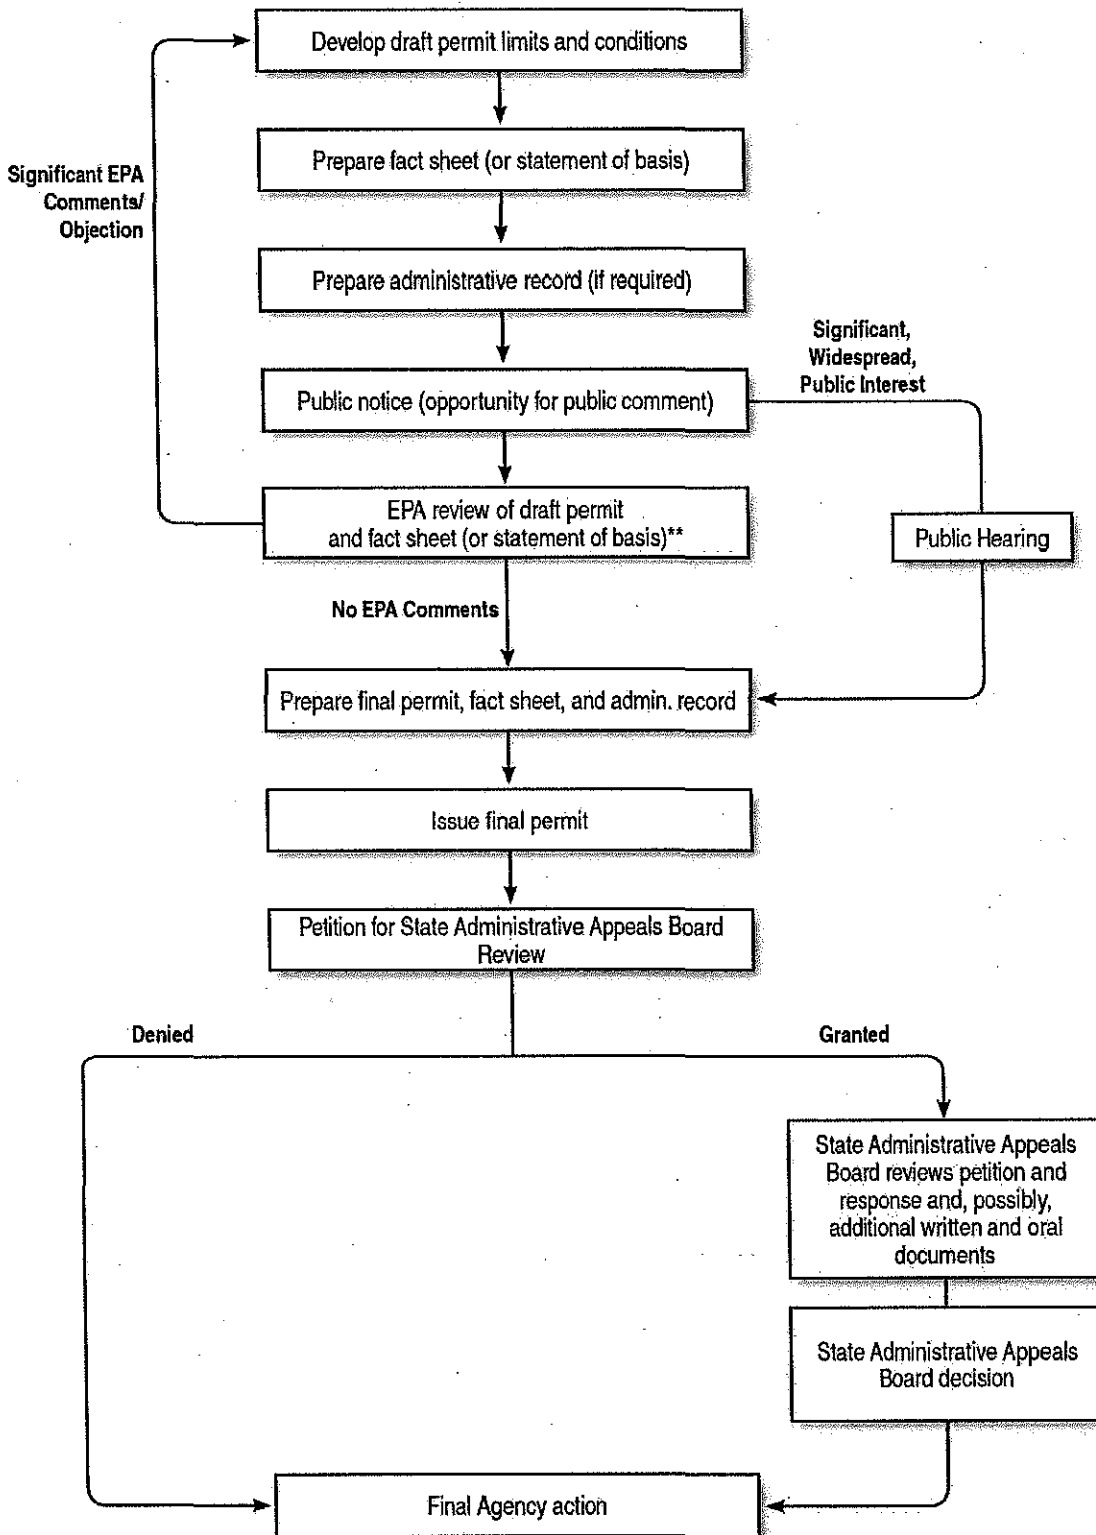 Develop draft permit limits and conditions
Prepare fact sheet (or statement of basis)
Significant EPA
Comments/
Objection
Prepare administrative record (if required)
Significant,
Widespread,
Public Interest
Public notice (opportunity for public comment)
EPA review of draft permit
and fact sheet (or statement of basis)**
Public Hearing
No EPA Comments
Prepare final permit, fact sheet, and admin. record
Issue final permit
Petition for State Administrative Appeals Board
Review
Denied
Granted
State Administrative Appeals
Board reviews petition and
response and, possibly,
additional written and oral
documents
State Administrative Appeals
Board decision
Final Agency action